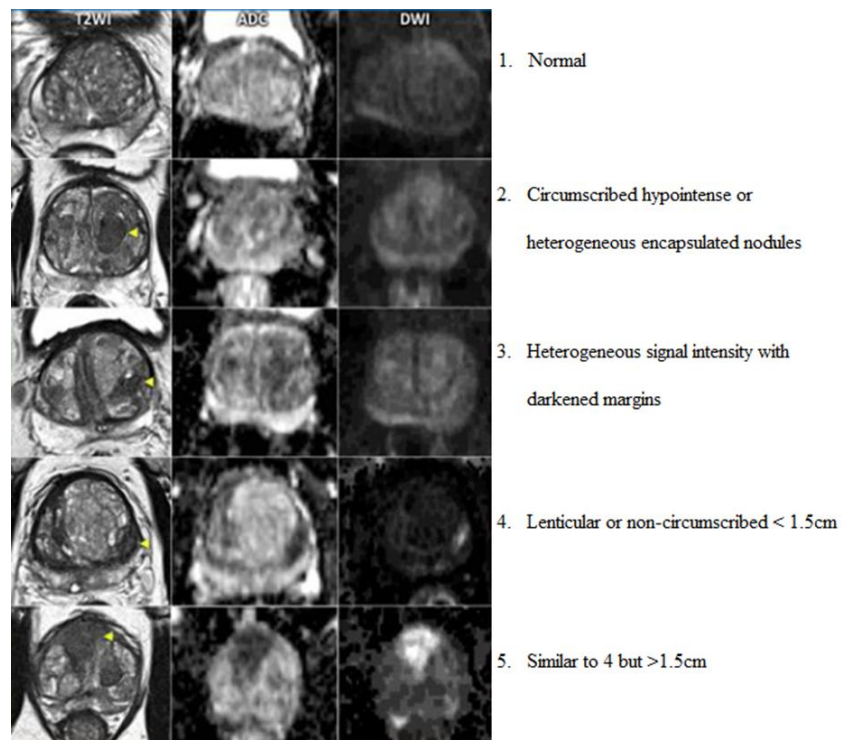 T2WI ADC DWI
1. Normal
2. Circumscribed hypointense or
heterogeneous encapsulated nodules
3. Heterogeneous signal intensity with
darkened margins
4. Lenticular or non-circumscribed < 1.5cm
5. Similar to 4 but >1.5cm